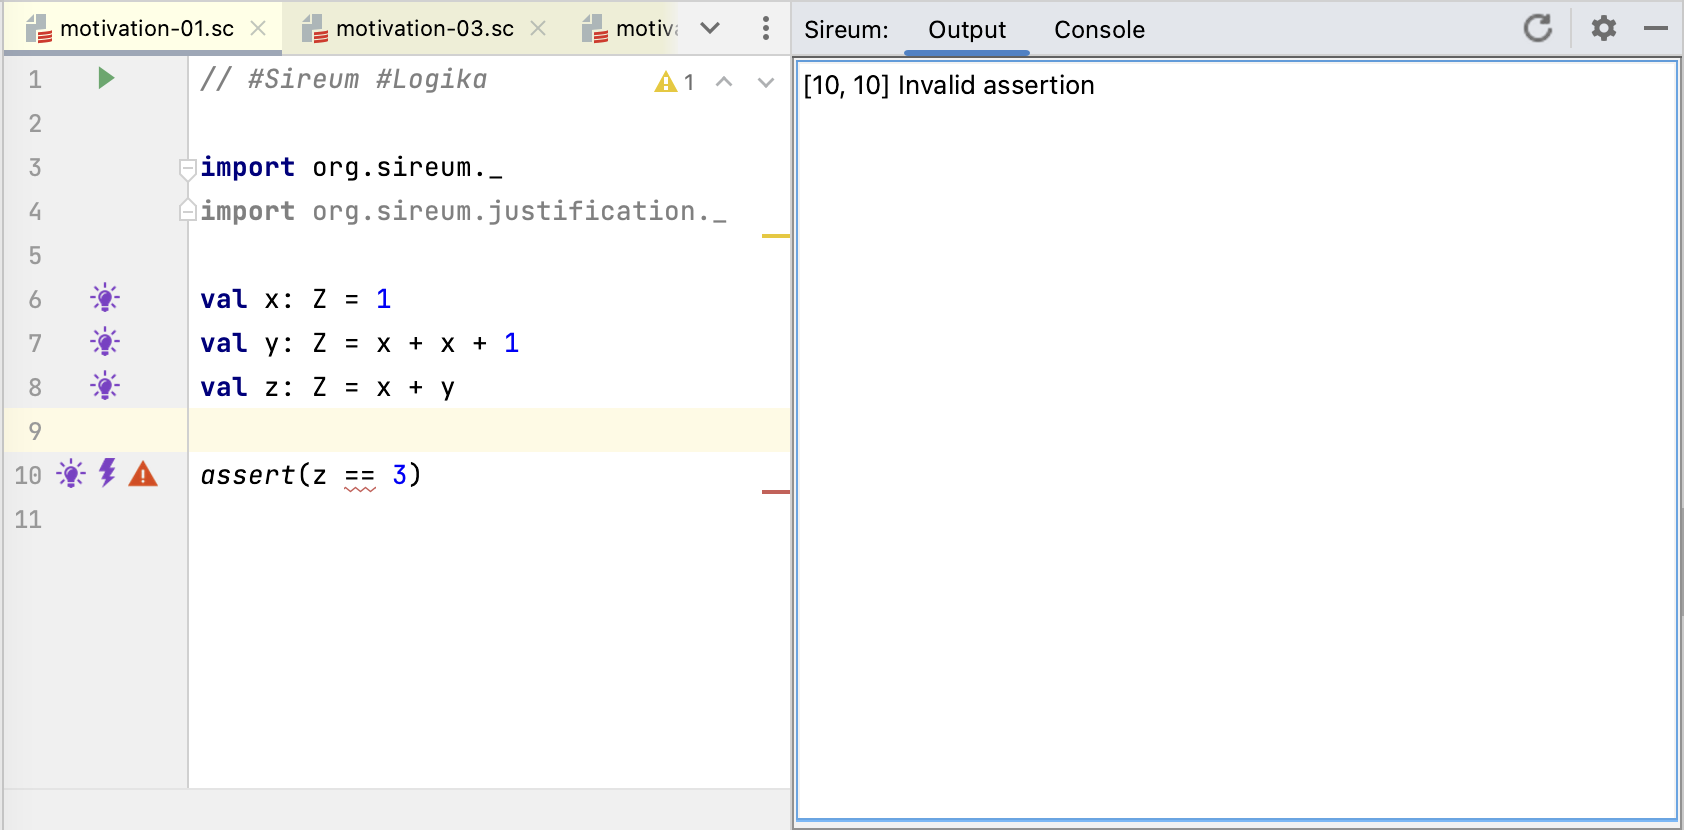 motivation-01.sc motivation-03.sc
Sireum: Output Console
1 // #Sireum #Logika 1
2
3 import org.sireum._
4 import org.sireum.justification._
5
6 val x: Z = 1
7 val y: Z = x + x + 1
8 val z: Z = x + y
9
10 assert(z == 3)
11
[10, 10] Invalid assertion